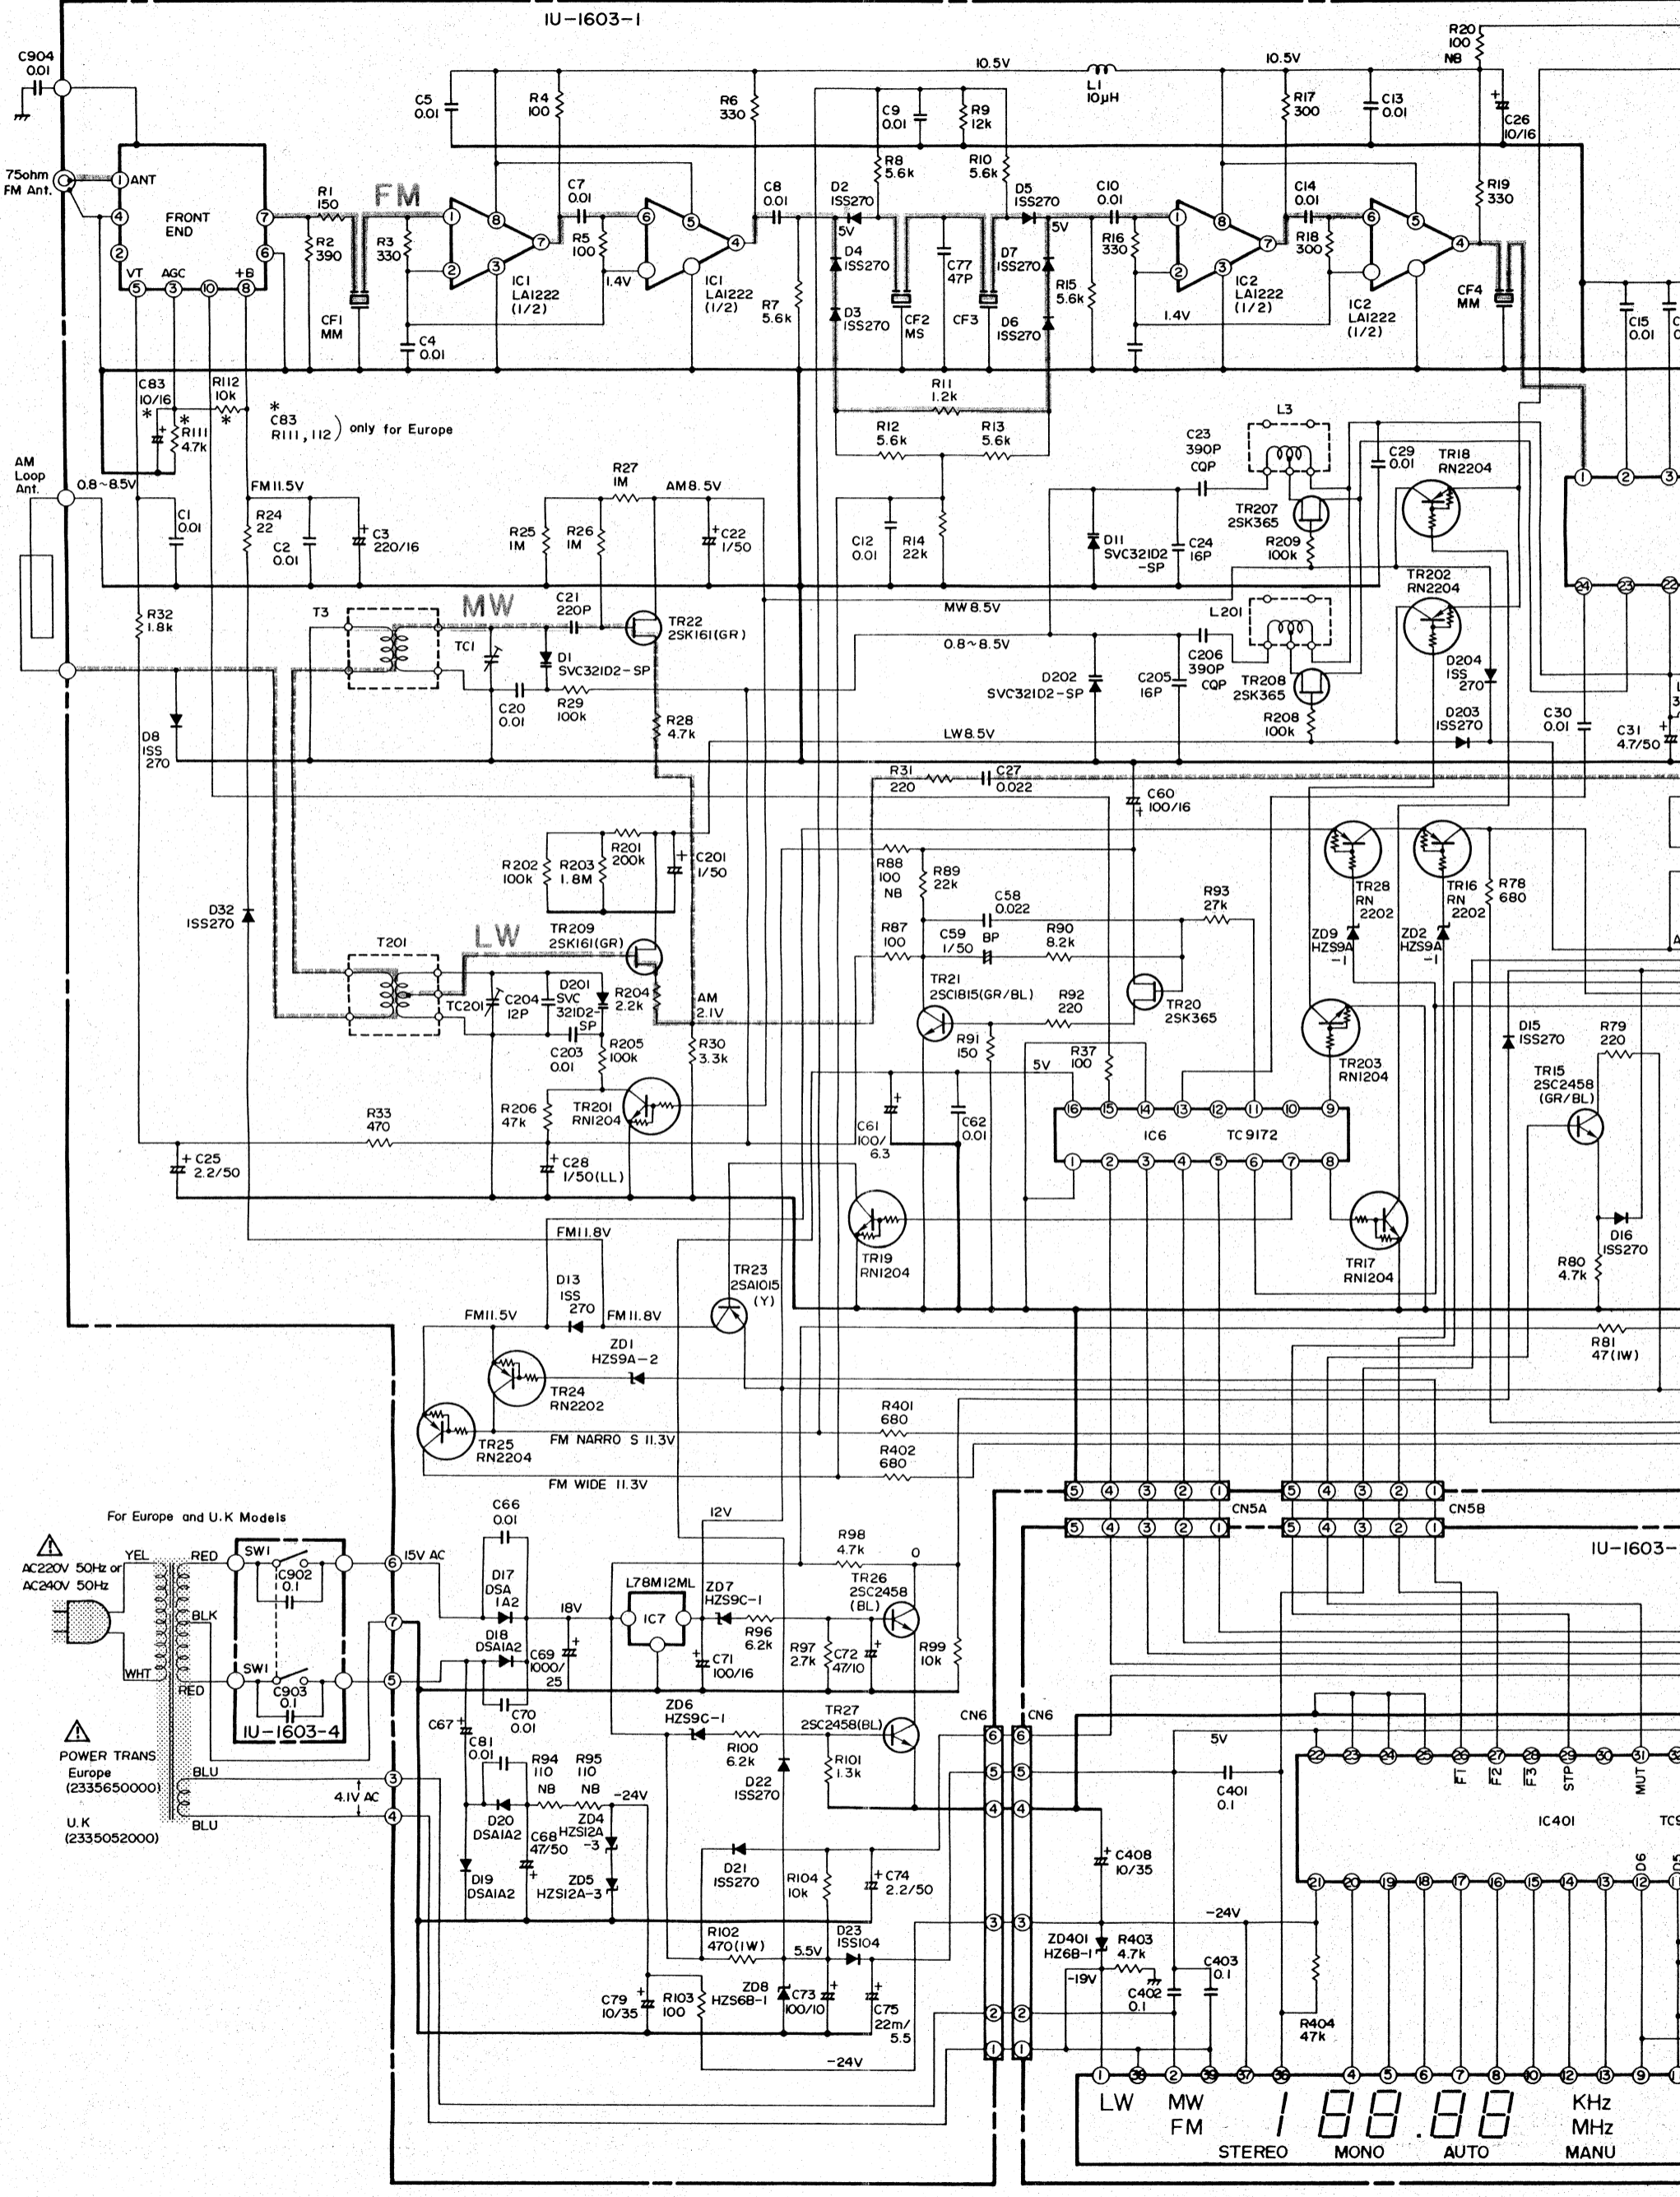 1U-1603-1
C904
0.01
75ohm
FM Ant.
1 ANT
FRONT
END
4
2
7
6
VT
AGC
+B
5
3
10
8
R1
150
R2
390
FM
R3
330
CF1
MM
C4
0.01
C5
0.01
R4
100
C7
0.01
R5
100
1.4V
IC1
LA1222
(1/2)
R6
330
IC1
LA1222
(1/2)
C8
0.01
R7
5.6k
10.5V
L1
10μH
10.5V
C9
0.01
R9
12k
R8
5.6k
R10
5.6k
D2
1SS270
5V
D4
1SS270
D3
1SS270
C77
47P
CF2
MS
CF3
D5
1SS270
5V
D7
1SS270
D6
1SS270
R15
5.6k
C10
0.01
R16
330
1.4V
IC2
LA1222
(1/2)
R17
300
C14
0.01
R18
300
C13
0.01
IC2
LA1222
(1/2)
R20
100
NB
C26
10/16
R19
330
CF4
MM
C15
0.01
R11
1.2k
R12
5.6k
R13
5.6k
C83
10/16
*
R112
10k
*
R111
4.7k
*
*
C83
R111, 112
) only for Europe
AM
Loop
Ant.
0.8~8.5V
C1
0.01
FM11.5V
R24
22
C2
0.01
C3
220/16
R27
1M
R25
1M
R26
1M
AM8.5V
C22
1/50
C12
0.01
R14
22k
C23
390P
CQP
L3
C29
0.01
TR18
RN2204
TR207
2SK365
R209
100k
D11
SVC321D2
-SP
C24
16P
TR202
RN2204
MW8.5V
L201
0.8~8.5V
C206
390P
CQP
TR208
2SK365
R208
100k
D202
SVC321D2-SP
C205
16P
D204
1SS
270
D203
1SS270
LW8.5V
C30
0.01
C31
4.7/50
R32
1.8k
T3
MW
C21
220P
TC1
D1
SVC321D2-SP
TR22
2SK161(GR)
C20
0.01
R29
100k
R28
4.7k
D8
1SS
270
R31
220
C27
0.022
C60
100/16
R201
200k
R202
100k
R203
1.8M
C201
1/50
D32
1SS270
TR209
2SK161(GR)
T201
LW
TC201
C204
12P
D201
SVC
321D2-
SP
R204
2.2k
C203
0.01
R205
100k
AM
2.1V
R30
3.3k
R206
47k
TR201
RN1204
C28
1/50(LL)
R33
470
C25
2.2/50
R88
100
NB
R89
22k
C58
0.022
R93
27k
R87
100
C59
1/50
BP
R90
8.2k
TR21
2SC1815(GR/BL)
R92
220
TR20
2SK365
R91
150
R37
100
5V
C61
100/
6.3
C62
0.01
IC6 TC9172
TR28
RN
2202
TR16
RN
2202
R78
680
ZD9
HZS9A
-1
ZD2
HZS9A
-1
TR203
RN1204
D15
1SS270
R79
220
TR15
2SC2458
(GR/BL)
TR19
RN1204
TR17
RN1204
D16
1SS270
R80
4.7k
R81
47(1W)
FM11.8V
D13
1SS
270
FM11.5V
FM11.8V
TR23
2SA1015
(Y)
ZD1
HZS9A-2
TR24
RN2202
TR25
RN2204
FM NARRO S 11.3V
FM WIDE 11.3V
R401
680
R402
680
CN5A
CN5B
1U-1603-
For Europe and U.K Models
AC220V 50Hz or
AC240V 50Hz
YEL
WHT
RED
BLK
RED
SW1
C902
0.1
SW1
C903
0.1
1U-1603-4
15V AC
POWER TRANS
Europe
(2335650000)
U.K
(2335052000)
BLU
BLU
4.1V AC
C66
0.01
D17
DSA
1A2
D18
DSA1A2
C69
1000/
25
18V
C70
0.01
C67
C81
0.01
R94
110
NB
R95
110
NB
D20
DSA1A2
C68
47/50
ZD4
HZS12A
-3
-24V
D19
DSA1A2
ZD5
HZS12A-3
L78M12ML
IC7
12V
ZD7
HZS9C-1
R96
6.2k
C71
100/16
R98
4.7k
R97
2.7k
C72
47/10
TR26
2SC2458
(BL)
0
R99
10k
ZD6
HZS9C-1
R100
6.2k
TR27
2SC2458(BL)
R101
1.3k
D22
1SS270
D21
1SS270
R104
10k
C74
2.2/50
R102
470(1W)
5.5V
D23
1SS104
C79
10/35
R103
100
ZD8
HZS6B-1
C73
100/10
C75
22m/
5.5
-24V
CN6
CN6
5V
C401
0.1
C408
10/35
-24V
ZD401
HZ6B-1
-19V
R403
4.7k
C402
0.1
C403
0.1
R404
47k
F1
F2
F3
STP
MUT
IC401
D6
LW
MW
FM
188.88
KHz
MHz
STEREO
MONO
AUTO
MANU